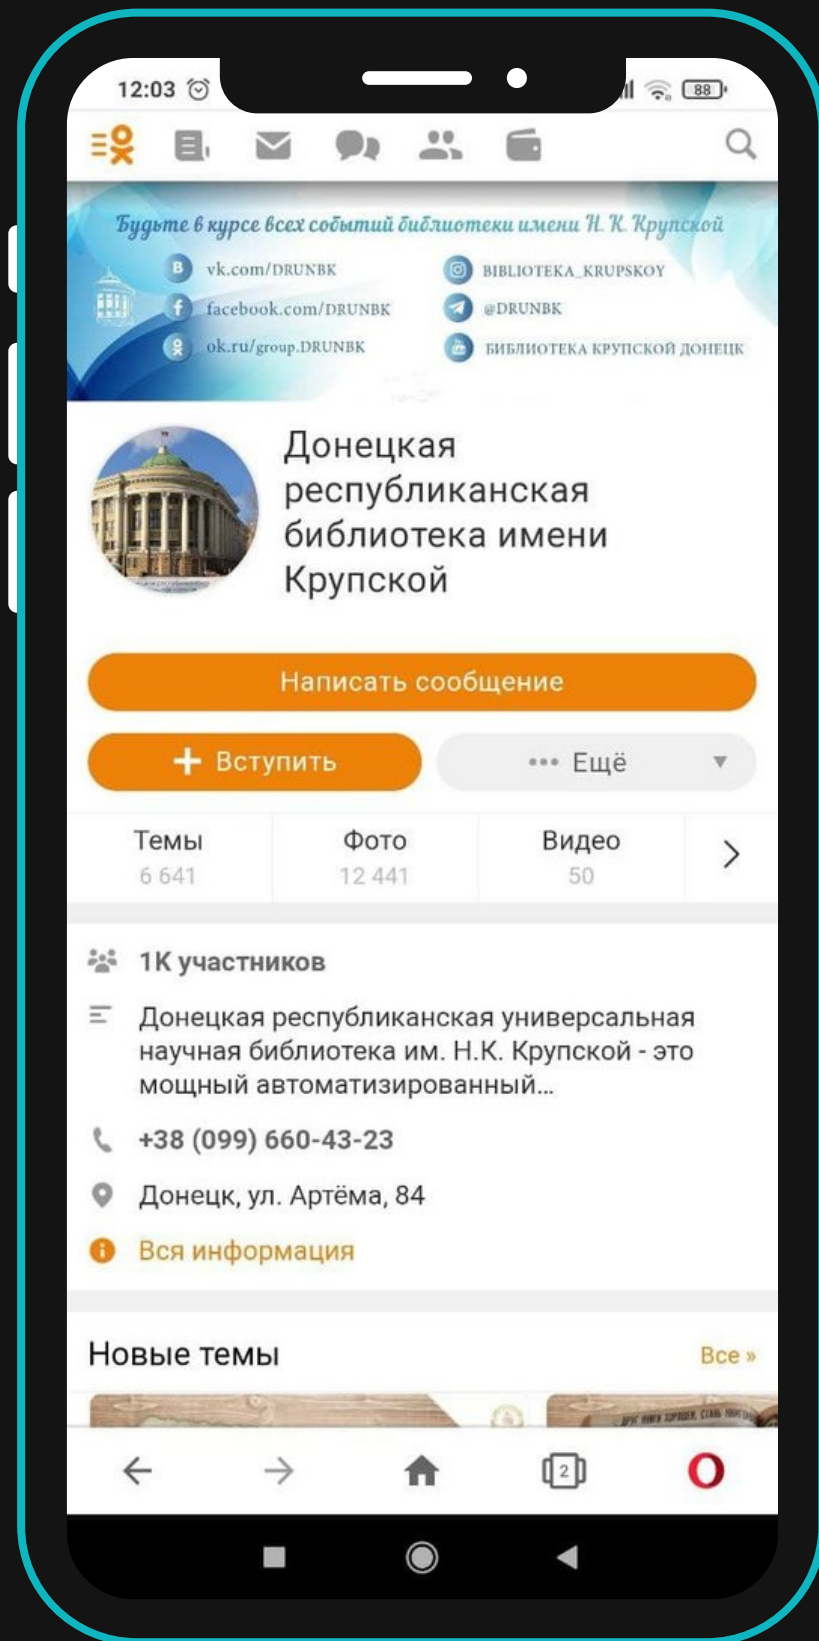 12:03
88
Будьте в курсе всех событий библиотеки имени Н. К. Крупской
vk.com/DRUNBK
BIBLIOTEKA_KRUPSKOY
facebook.com/DRUNBK
@DRUNBK
ok.ru/group.DRUNBK
БИБЛИОТЕКА КРУПСКОЙ ДОНЕЦК
Донецкая
республиканская
библиотека имени
Крупской
Написать сообщение
+ Вступить
••• Ещё
Темы
6 641
Фото
12 441
Видео
50
1K участников
Донецкая республиканская универсальная
научная библиотека им. Н.К. Крупской - это
мощный автоматизированный...
+38 (099) 660-43-23
Донецк, ул. Артёма, 84
Вся информация
Новые темы
Все »
2